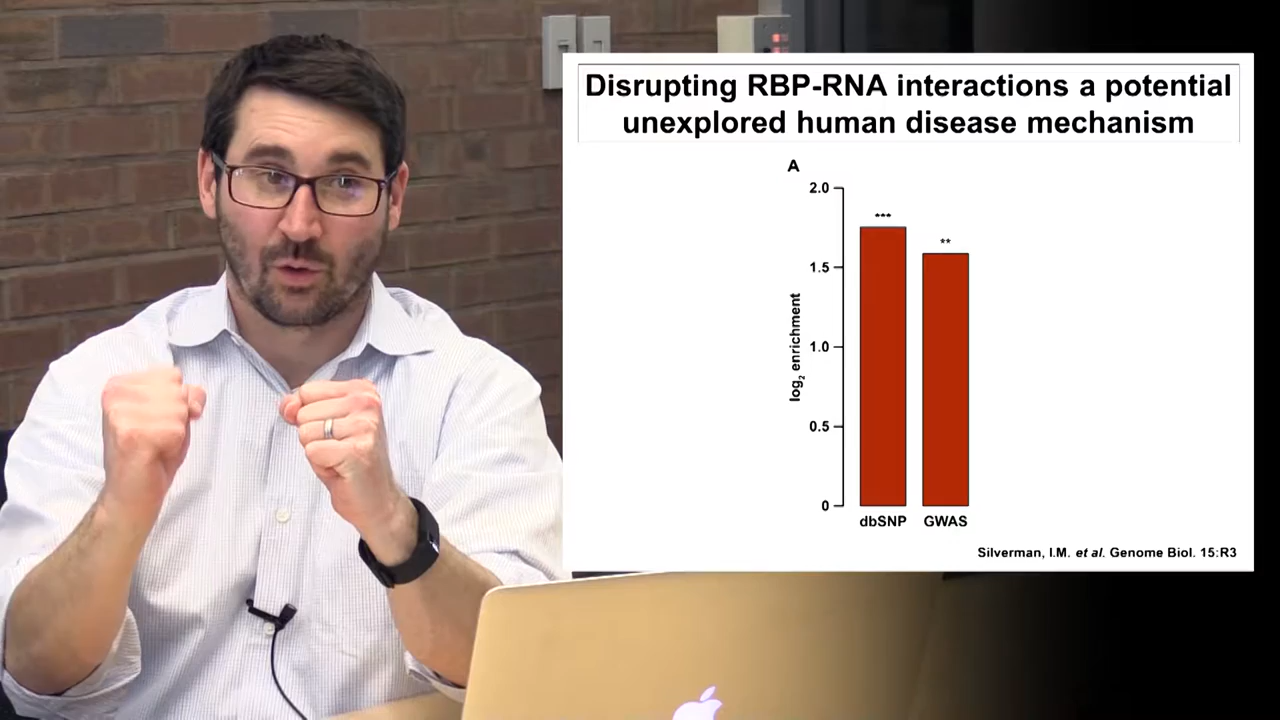 Disrupting RBP-RNA interactions a potential
unexplored human disease mechanism
A
2.0
***
**
1.5
1.0
0.5
0
log2 enrichment
dbSNP GWAS
Silverman, I.M. et al. Genome Biol. 15:R3